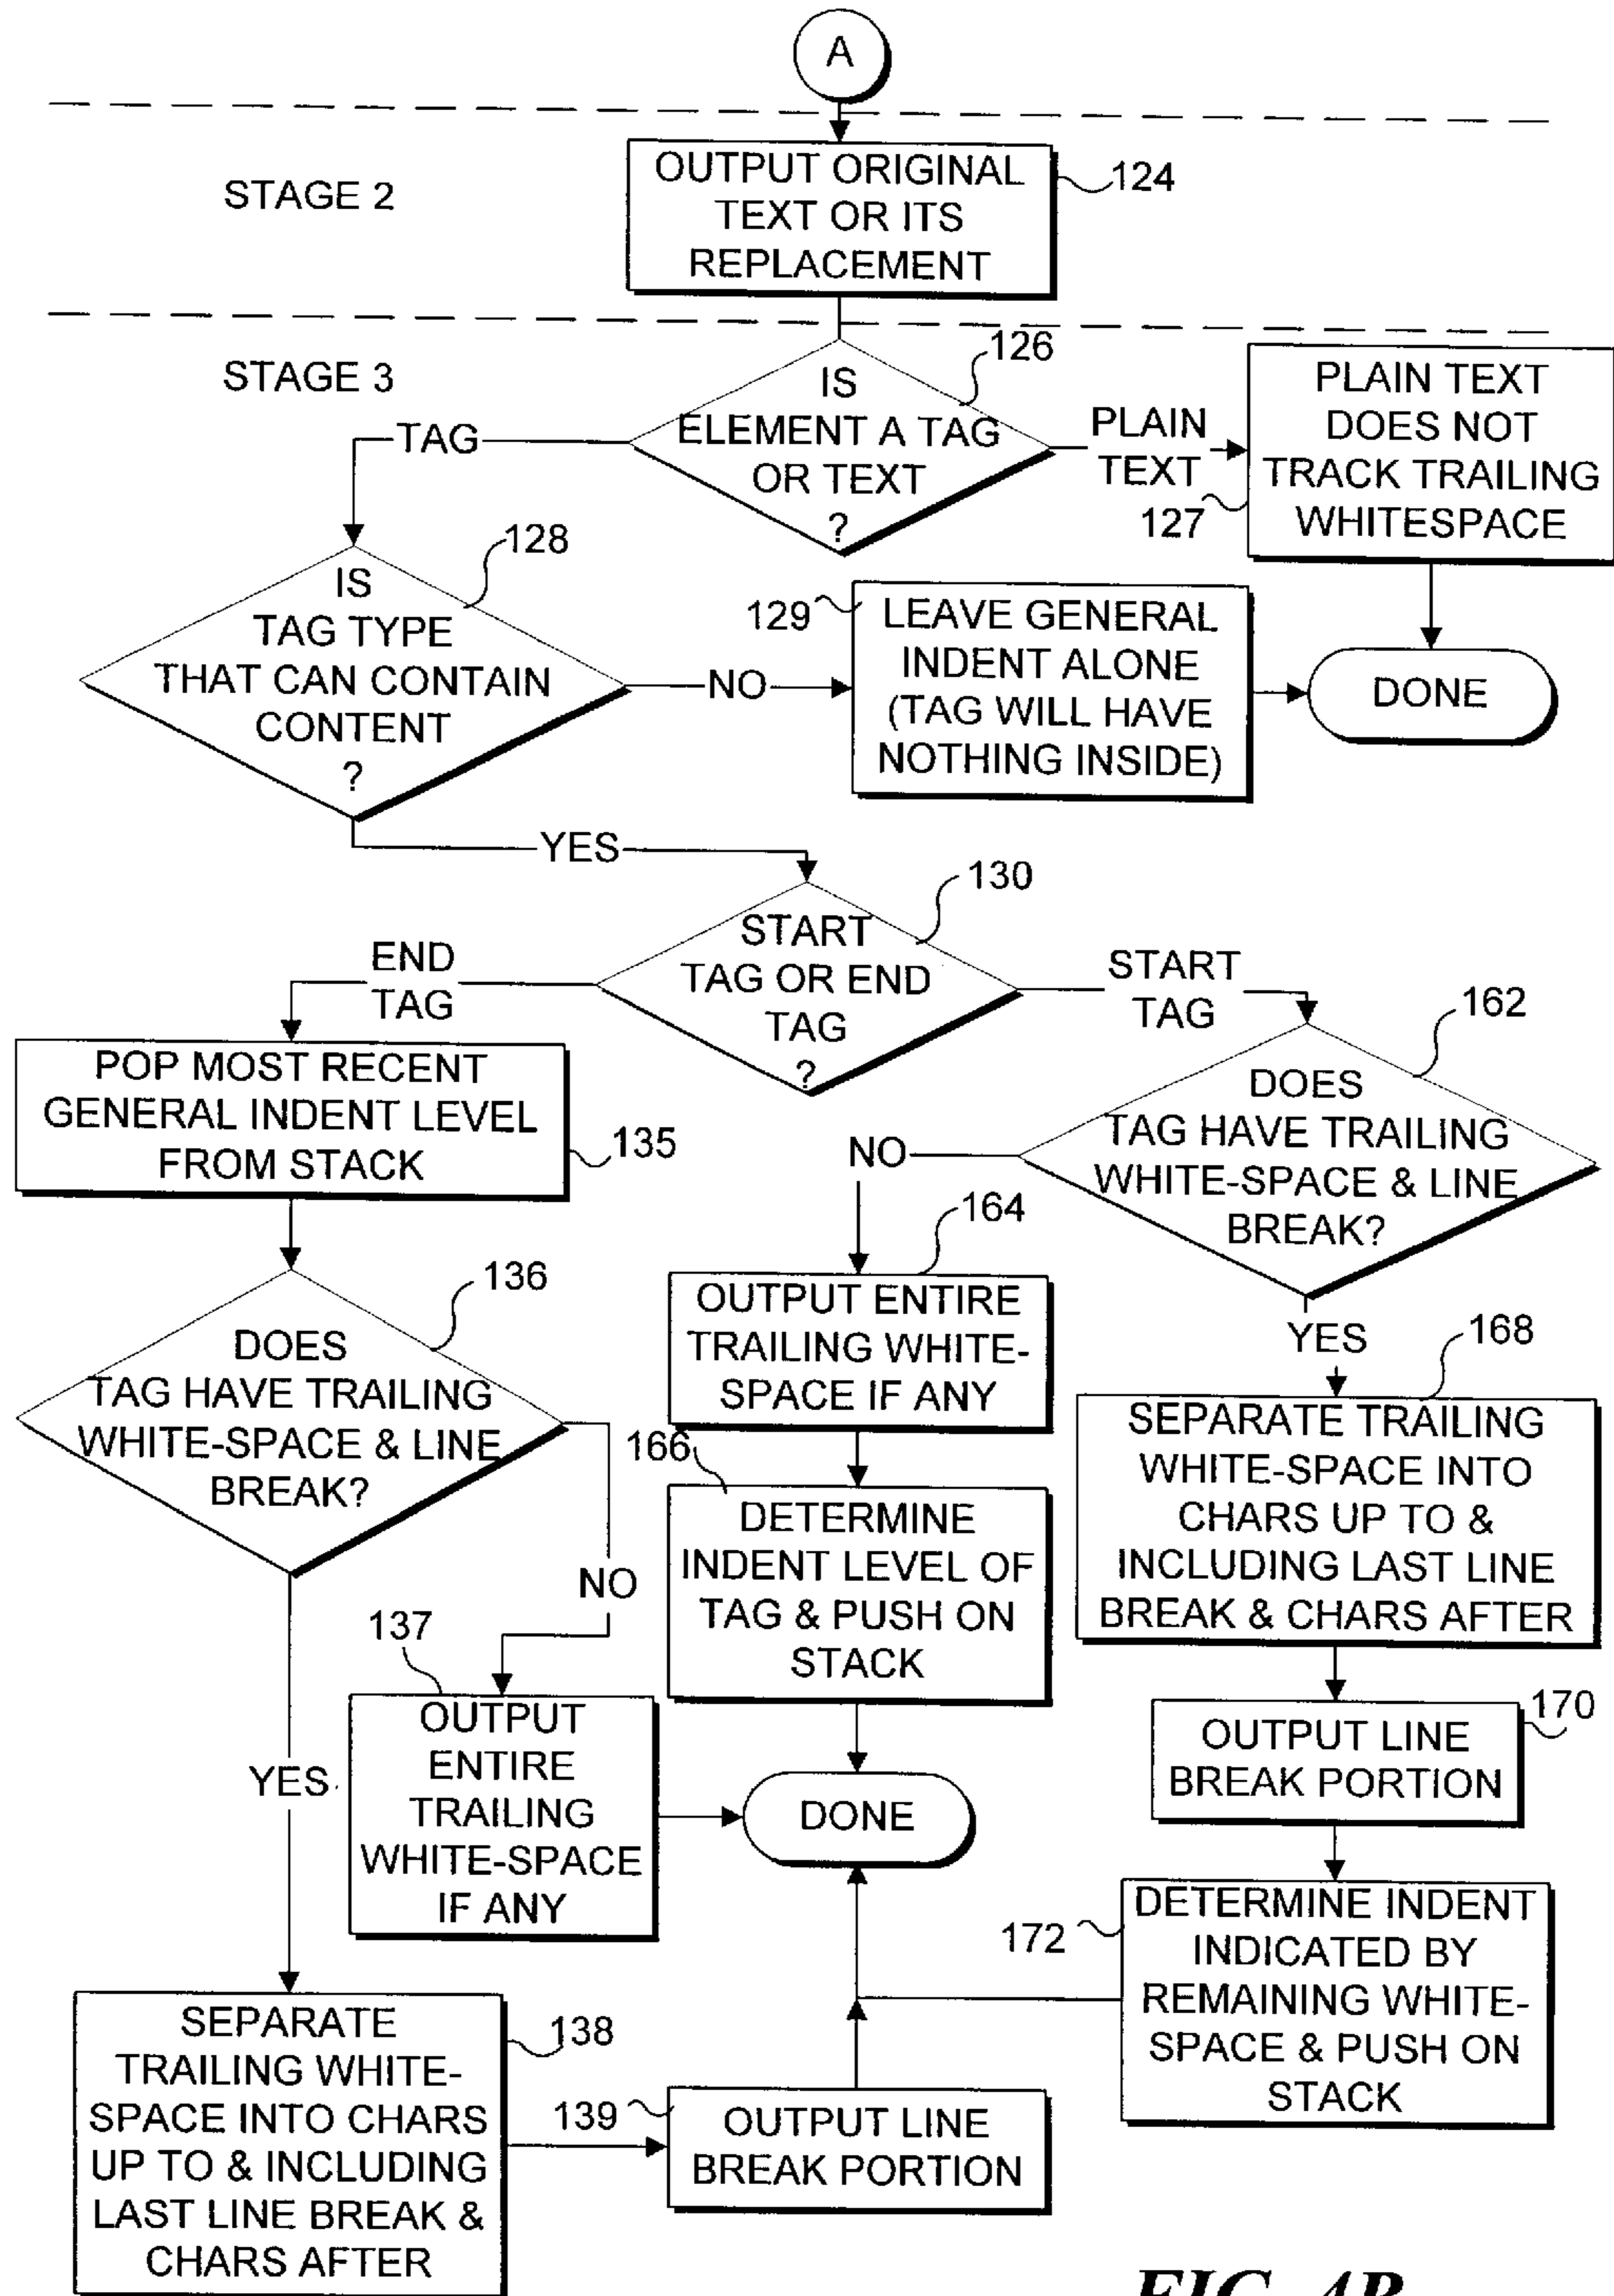 A
STAGE 2
OUTPUT ORIGINAL
TEXT OR ITS
REPLACEMENT
124
STAGE 3
126
IS
ELEMENT A TAG
OR TEXT
?
TAG
PLAIN
TEXT
PLAIN TEXT
DOES NOT
TRACK TRAILING
WHITESPACE
127
128
IS
TAG TYPE
THAT CAN CONTAIN
CONTENT
?
NO
129
LEAVE GENERAL
INDENT ALONE
(TAG WILL HAVE
NOTHING INSIDE)
DONE
YES
130
START
TAG OR END
TAG
?
END
TAG
START
TAG
162
DOES
TAG HAVE TRAILING
WHITE-SPACE & LINE
BREAK?
POP MOST RECENT
GENERAL INDENT LEVEL
FROM STACK
135
NO
164
OUTPUT ENTIRE
TRAILING WHITE-
SPACE IF ANY
136
DOES
TAG HAVE TRAILING
WHITE-SPACE & LINE
BREAK?
YES
168
SEPARATE TRAILING
WHITE-SPACE INTO
CHARS UP TO &
INCLUDING LAST LINE
BREAK & CHARS AFTER
166
DETERMINE
INDENT LEVEL OF
TAG & PUSH ON
STACK
NO
137
OUTPUT
ENTIRE
TRAILING
WHITE-SPACE
IF ANY
YES
DONE
170
OUTPUT LINE
BREAK PORTION
172
DETERMINE INDENT
INDICATED BY
REMAINING WHITE-
SPACE & PUSH ON
STACK
138
SEPARATE
TRAILING WHITE-
SPACE INTO CHARS
UP TO & INCLUDING
LAST LINE BREAK &
CHARS AFTER
139
OUTPUT LINE
BREAK PORTION
FIG. 4B